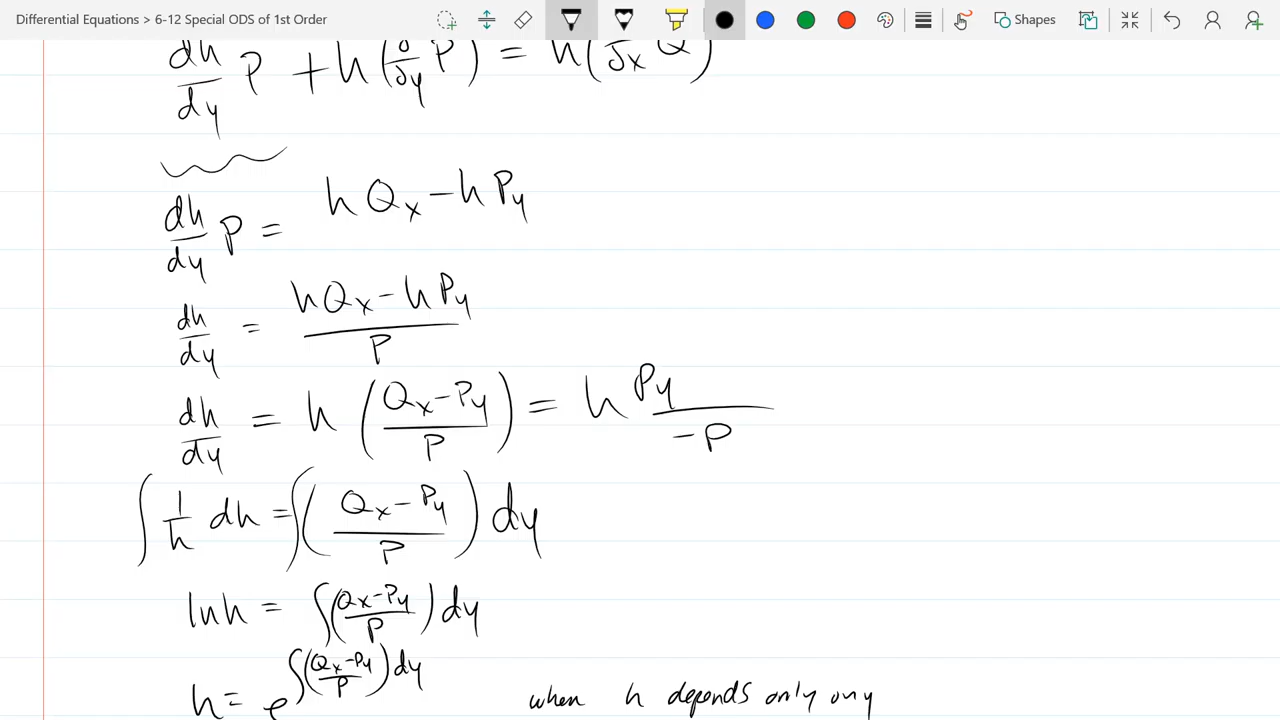 Differential Equations > 6-12 Special ODS of 1st Order
Shapes
dh/dy P + h(∂/∂y P) = h(∂/∂x Q)
dh/dy P = hQx - hPy
dh/dy = (hQx - hPy)/P
dh/dy = h ((Qx - Py)/P) = h Py/-P
∫ 1/h dh = ∫((Qx - Py)/P) dy
ln h = ∫((Qx - Py)/P) dy
h = e^∫((Qx - Py)/P) dy when h depends only on y